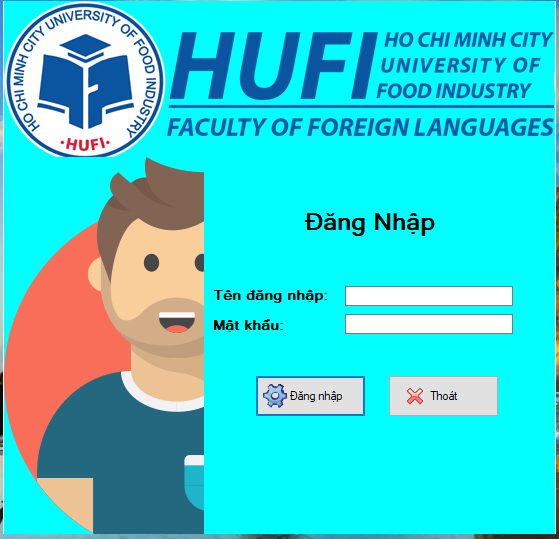 HO CHI MINH CITY UNIVERSITY OF FOOD INDUSTRY
·HUFI·
HUFI
HO CHI MINH CITY
UNIVERSITY OF
FOOD INDUSTRY
FACULTY OF FOREIGN LANGUAGES
Đăng Nhập
Tên đăng nhập:
Mật khẩu:
Đăng nhập
Thoát